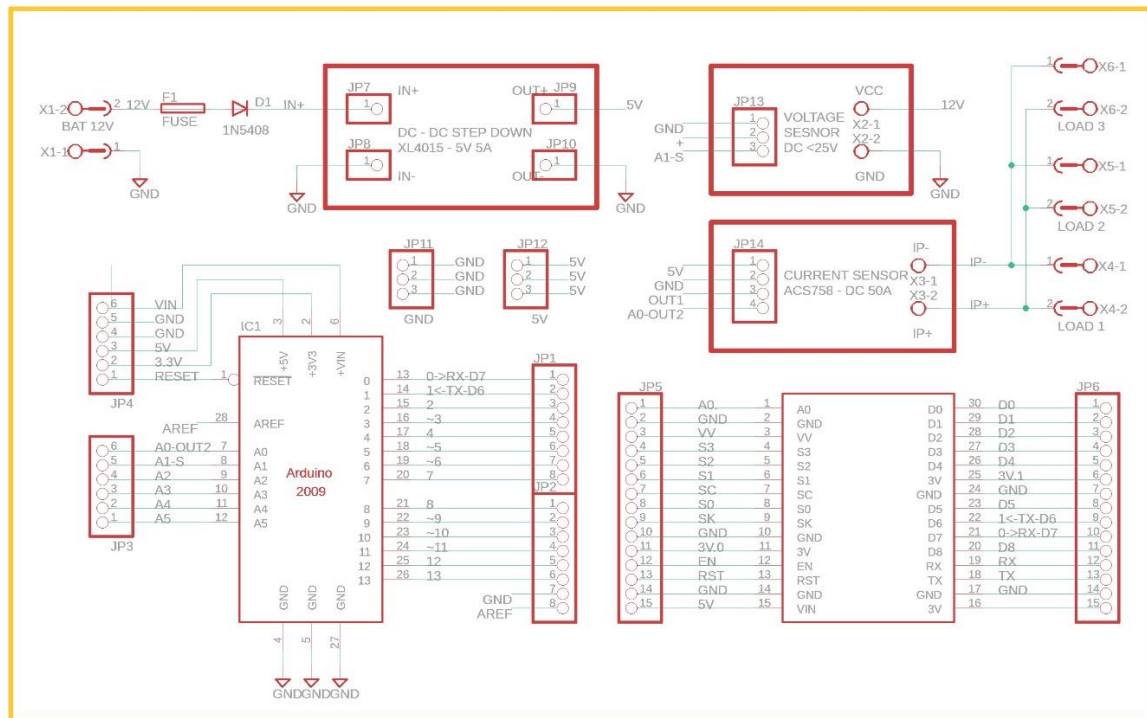 X1-2
2
12V
BAT 12V
X1-1
1
GND
F1
FUSE
D1
1N5408
IN+
JP7
1
IN+
OUT+
JP9
1
5V
DC - DC STEP DOWN
XL4015 - 5V 5A
JP8
1
IN-
GND
JP10
1
OUT-
GND
JP13
1
2
3
GND
+
A1-S
VOLTAGE
SESNOR
DC <25V
VCC
X2-1
X2-2
GND
12V
GND
1
X6-1
2
X6-2
LOAD 3
1
X5-1
2
X5-2
LOAD 2
1
X4-1
2
X4-2
LOAD 1
JP11
1 GND
2 GND
3 GND
GND
JP12
1 5V
2 5V
3 5V
5V
JP14
5V 1
GND 2
OUT1 3
A0-OUT2 4
CURRENT SENSOR
ACS758 - DC 50A
IP-
X3-1
X3-2
IP+
IP-
IP+
6 VIN
5 GND
4 GND
3 5V
2 3.3V
1 RESET
JP4
IC1
3 2 6
+5V +3V3 +VIN
1 RESET
28
AREF AREF
6 A0-OUT2 7 A0
5 A1-S 8 A1
4 A2 9 A2
3 A3 10 A3
2 A4 11 A4
1 A5 12 A5
JP3
Arduino
2009
JP1
0 13 0->RX-D7 1
1 14 1<-TX-D6 2
2 15 2 3
3 16 ~3 4
4 17 4 5
5 18 ~5 6
6 19 ~6 7
7 20 7 8
JP2
8 21 8 1
9 22 ~9 2
10 23 ~10 3
11 24 ~11 4
12 25 12 5
13 26 13 6
7
GND 8
AREF
GND GND GND
4 5 27
GND GND GND
JP5
1 A0. 1 A0
2 GND 2 GND
3 VV 3 VV
4 S3 4 S3
5 S2 5 S2
6 S1 6 S1
7 SC 7 SC
8 S0 8 S0
9 SK 9 SK
10 GND 10 GND
11 3V.0 11 3V
12 EN 12 EN
13 RST 13 RST
14 GND 14 GND
15 5V 15 VIN
JP6
D0 30 D0 1
D1 29 D1 2
D2 28 D2 3
D3 27 D3 4
D4 26 D4 5
3V 25 3V.1 6
GND 24 GND 7
D5 23 D5 8
D6 22 1<-TX-D6 9
D7 21 0->RX-D7 10
D8 20 D8 11
RX 19 RX 12
TX 18 TX 13
GND 17 GND 14
3V 16 15